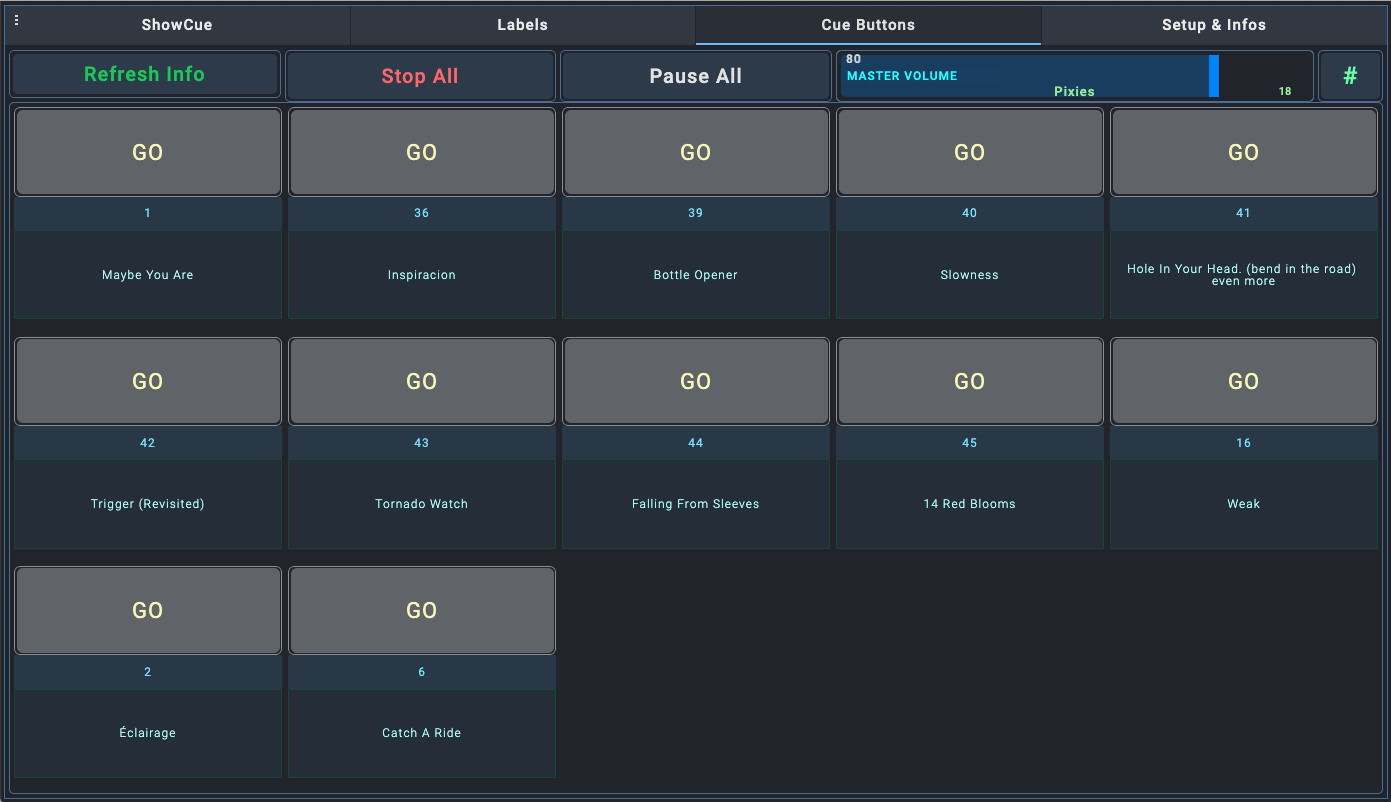 ShowCue
Labels
Cue Buttons
Setup & Infos
Refresh Info
Stop All
Pause All
80
MASTER VOLUME
Pixies
18
#
GO
GO
GO
GO
GO
1
36
39
40
41
Maybe You Are
Inspiracion
Bottle Opener
Slowness
Hole In Your Head. (bend in the road)
even more
GO
GO
GO
GO
GO
42
43
44
45
16
Trigger (Revisited)
Tornado Watch
Falling From Sleeves
14 Red Blooms
Weak
GO
GO
2
6
Éclairage
Catch A Ride